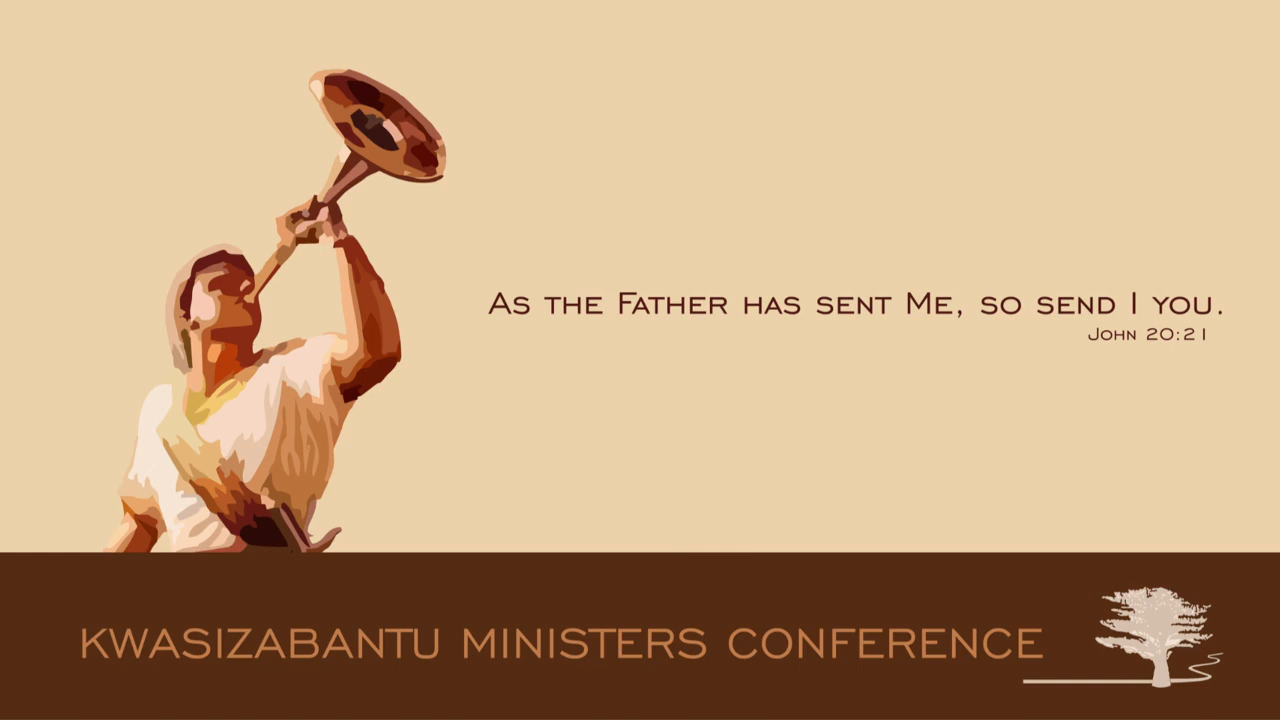 As the Father has sent Me, so send I you.
John 20:21
KWASIZABANTU MINISTERS CONFERENCE